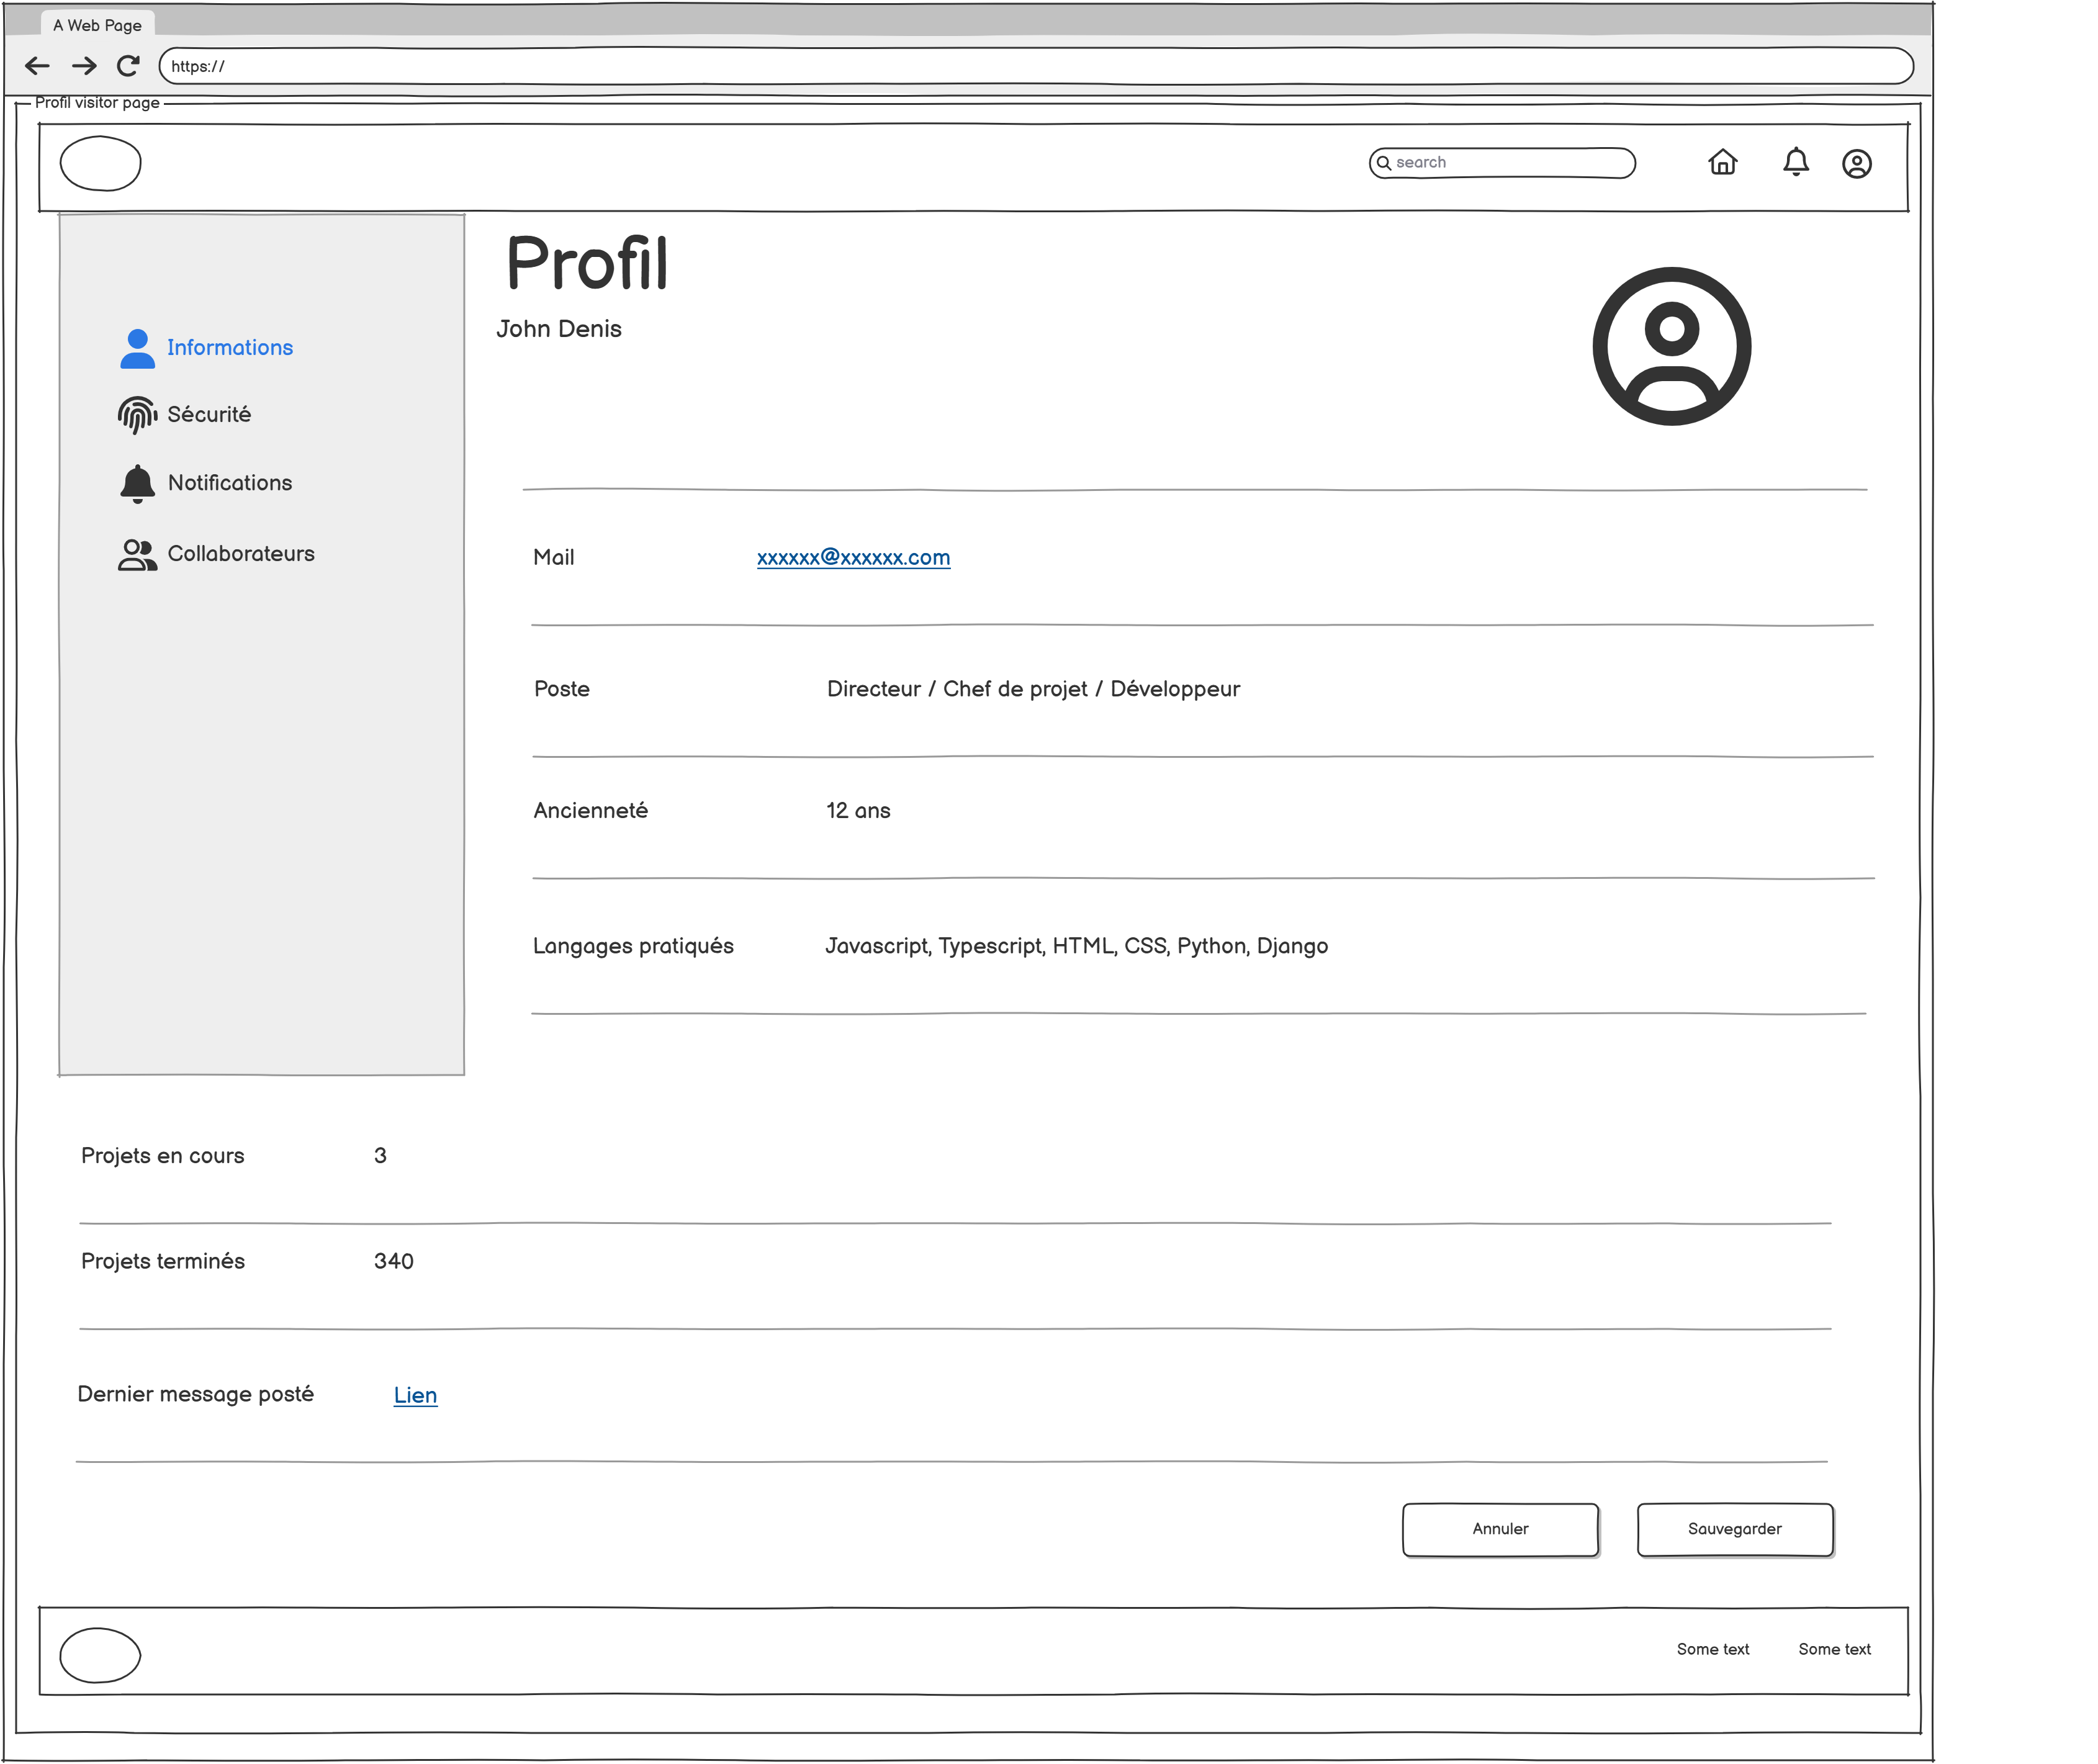 A Web Page
https://
Profil visitor page
search
Profil
John Denis
Informations
Sécurité
Notifications
Collaborateurs
Mail xxxxxx@xxxxxx.com
Poste Directeur / Chef de projet / Développeur
Ancienneté 12 ans
Langages pratiqués Javascript, Typescript, HTML, CSS, Python, Django
Projets en cours 3
Projets terminés 340
Dernier message posté Lien
Annuler Sauvegarder
Some text Some text